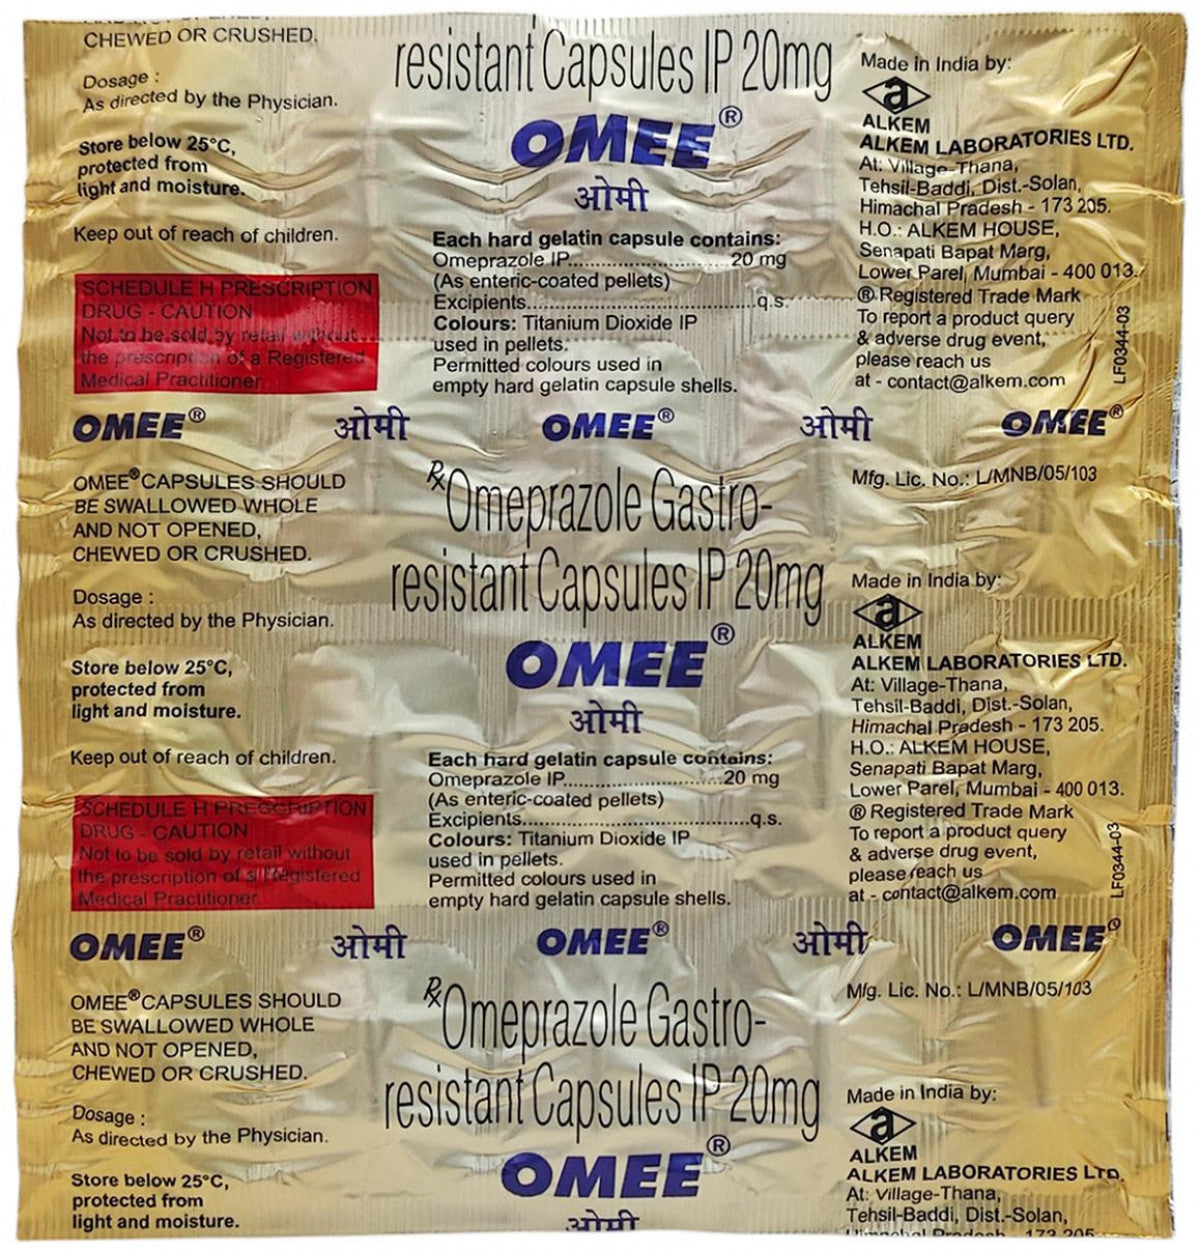 CHEWED OR CRUSHED.
Dosage :
As directed by the Physician.
Store below 25°C,
protected from
light and moisture.
Keep out of reach of children.
SCHEDULE H PRESCRIPTION
DRUG - CAUTION
Not to be sold by retail without
the prescription of a Registered
Medical Practitioner
resistant Capsules IP 20mg
OMEE®
ओमी
Each hard gelatin capsule contains:
Omeprazole IP..............................20 mg
(As enteric-coated pellets)
Excipients......................................q.s.
Colours: Titanium Dioxide IP
used in pellets.
Permitted colours used in
empty hard gelatin capsule shells.
Made in India by:
a
ALKEM
ALKEM LABORATORIES LTD.
At: Village-Thana,
Tehsil-Baddi, Dist.-Solan,
Himachal Pradesh - 173 205.
H.O.: ALKEM HOUSE,
Senapati Bapat Marg,
Lower Parel, Mumbai - 400 013.
® Registered Trade Mark
To report a product query
& adverse drug event,
please reach us
at - contact@alkem.com
LF0344-03
OMEE® ओमी OMEE® ओमी OMEE®
OMEE® CAPSULES SHOULD
BE SWALLOWED WHOLE
AND NOT OPENED,
CHEWED OR CRUSHED.
Dosage :
As directed by the Physician.
Store below 25°C,
protected from
light and moisture.
Keep out of reach of children.
SCHEDULE H PRESCRIPTION
DRUG - CAUTION
Not to be sold by retail without
the prescription of a Registered
Medical Practitioner
Rx Omeprazole Gastro-
resistant Capsules IP 20mg
OMEE®
ओमी
Each hard gelatin capsule contains:
Omeprazole IP..............................20 mg
(As enteric-coated pellets)
Excipients......................................q.s.
Colours: Titanium Dioxide IP
used in pellets.
Permitted colours used in
empty hard gelatin capsule shells.
Mfg. Lic. No.: L/MNB/05/103
Made in India by:
a
ALKEM
ALKEM LABORATORIES LTD.
At: Village-Thana,
Tehsil-Baddi, Dist.-Solan,
Himachal Pradesh - 173 205.
H.O.: ALKEM HOUSE,
Senapati Bapat Marg,
Lower Parel, Mumbai - 400 013.
® Registered Trade Mark
To report a product query
& adverse drug event,
please reach us
at - contact@alkem.com
LF0344-03
OMEE® ओमी OMEE® ओमी OMEE®
OMEE® CAPSULES SHOULD
BE SWALLOWED WHOLE
AND NOT OPENED,
CHEWED OR CRUSHED.
Dosage :
As directed by the Physician.
Store below 25°C,
protected from
light and moisture.
Rx Omeprazole Gastro-
resistant Capsules IP 20mg
OMEE®
ओमी
Mfg. Lic. No.: L/MNB/05/103
Made in India by:
a
ALKEM
ALKEM LABORATORIES LTD.
At: Village-Thana,
Tehsil-Baddi, Dist.-Solan,